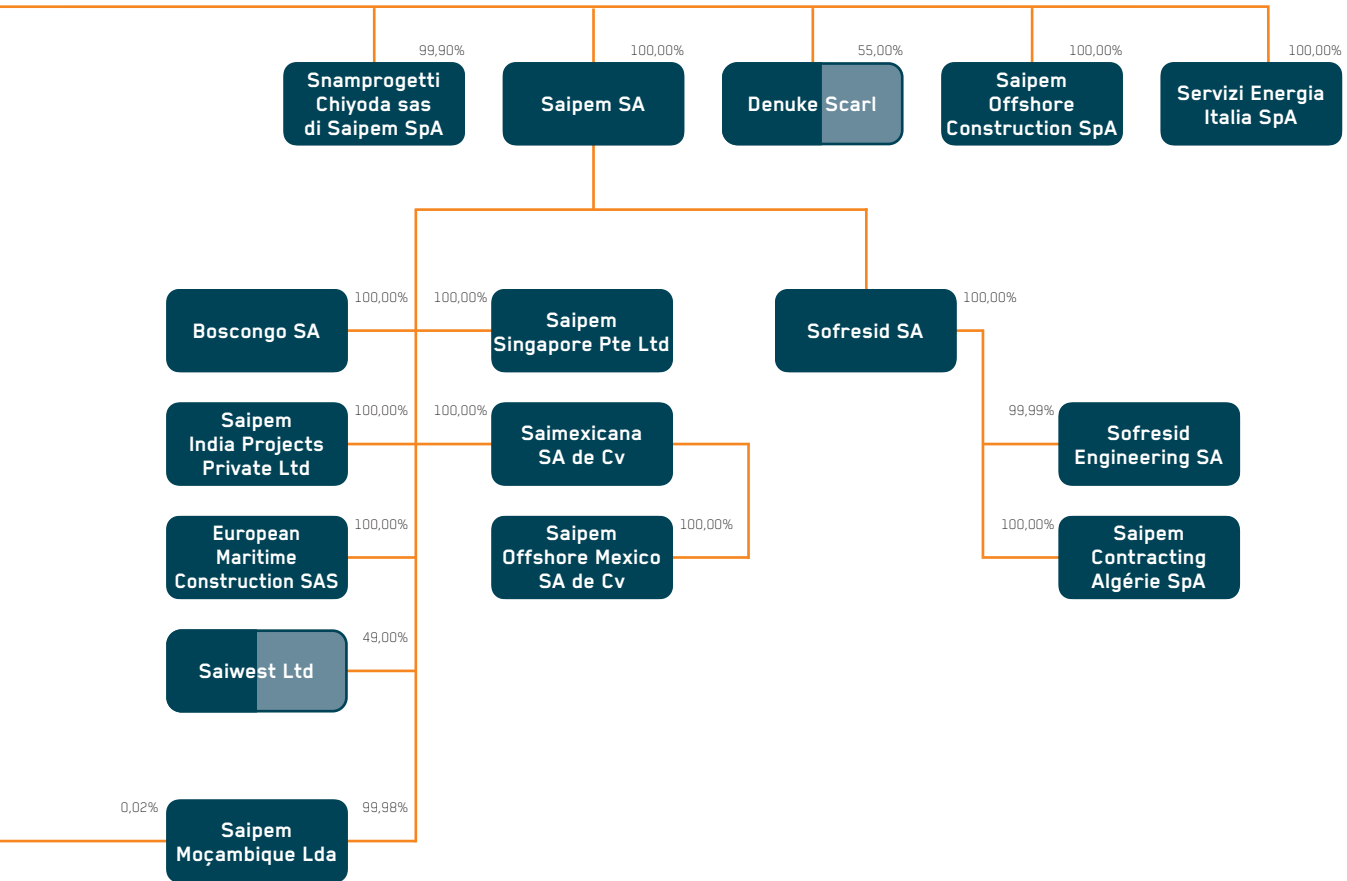 99,90%
Snamprogetti
Chiyoda sas
di Saipem SpA
100,00%
Saipem SA
55,00%
Denuke Scarl
100,00%
Saipem
Offshore
Construction SpA
100,00%
Servizi Energia
Italia SpA
100,00%
Boscongo SA
100,00%
Saipem
Singapore Pte Ltd
100,00%
Sofresid SA
100,00%
Saipem
India Projects
Private Ltd
100,00%
Saimexicana
SA de Cv
99,99%
Sofresid
Engineering SA
100,00%
European
Maritime
Construction SAS
100,00%
Saipem
Offshore Mexico
SA de Cv
100,00%
Saipem
Contracting
Algérie SpA
49,00%
Saiwest Ltd
0,02%
99,98%
Saipem
Moçambique Lda